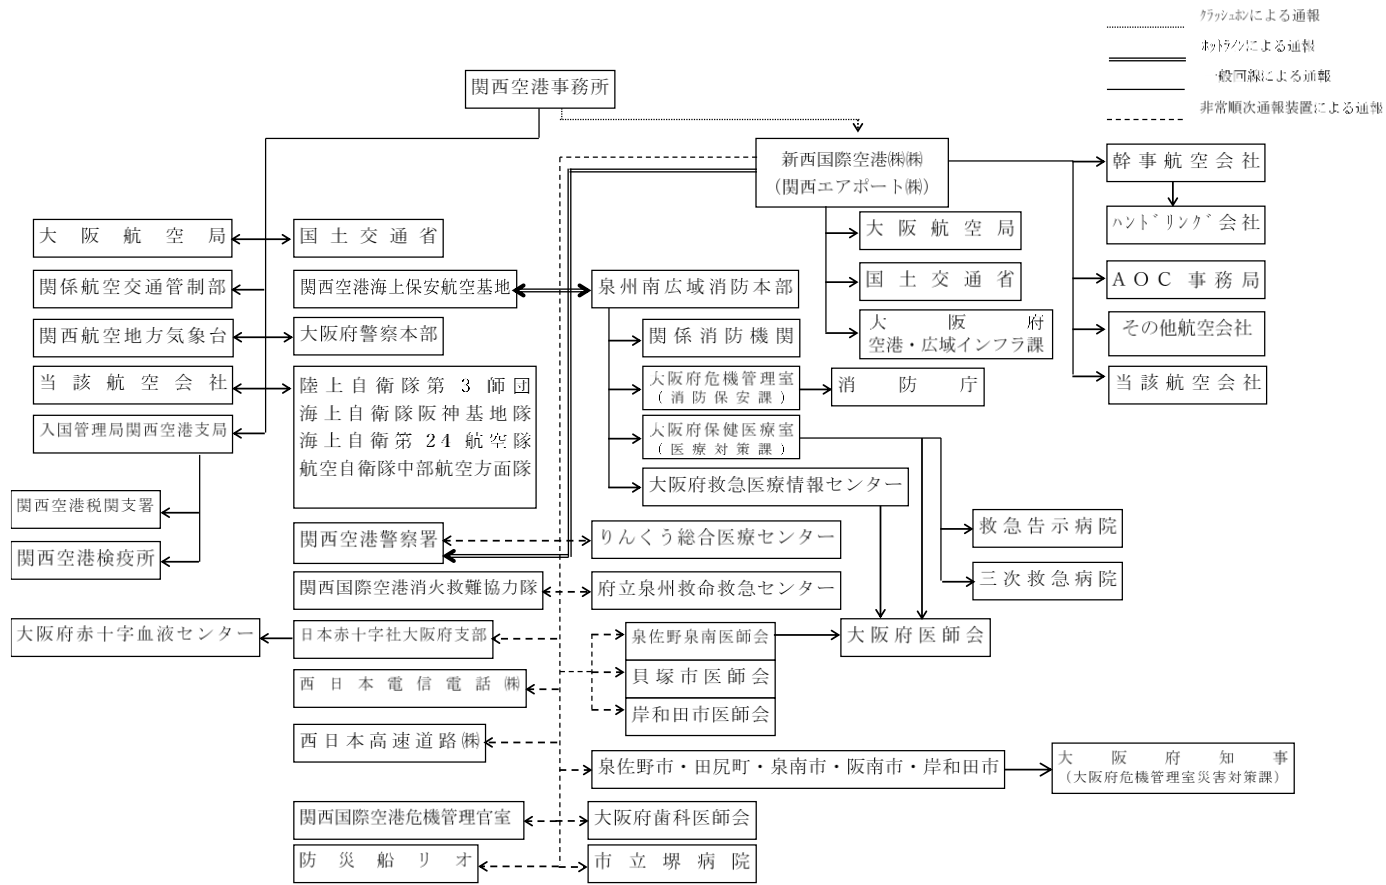 クラッシュホンによる通報
ホットラインによる通報
一般回線による通報
非常順次通報装置による通報
関西空港事務所
新西国際空港㈱㈱
（関西エアポート㈱）
幹事航空会社
ハンドリング会社
AOC事務局
その他航空会社
当該航空会社
大阪航空局
国土交通省
大阪府
空港・広域インフラ課
大阪航空局
国土交通省
関係航空交通管制部
関西空港海上保安航空基地
泉州南広域消防本部
関西航空地方気象台
大阪府警察本部
関係消防機関
当該航空会社
陸上自衛隊第3師団
海上自衛隊阪神基地隊
海上自衛第24航空隊
航空自衛隊中部航空方面隊
大阪府危機管理室
（消防保安課）
消防庁
入国管理局関西空港支局
大阪府保健医療室
（医療対策課）
大阪府救急医療情報センター
関西空港税関支署
関西空港検疫所
関西空港警察署
りんくう総合医療センター
救急告示病院
三次救急病院
関西国際空港消火救難協力隊
府立泉州救命救急センター
大阪府赤十字血液センター
日本赤十字社大阪府支部
泉佐野泉南医師会
大阪府医師会
貝塚市医師会
岸和田市医師会
西日本電信電話㈱
西日本高速道路㈱
泉佐野市・田尻町・泉南市・阪南市・岸和田市
大阪府知事
（大阪府危機管理室災害対策課）
関西国際空港危機管理官室
大阪府歯科医師会
防災船リオ
市立堺病院